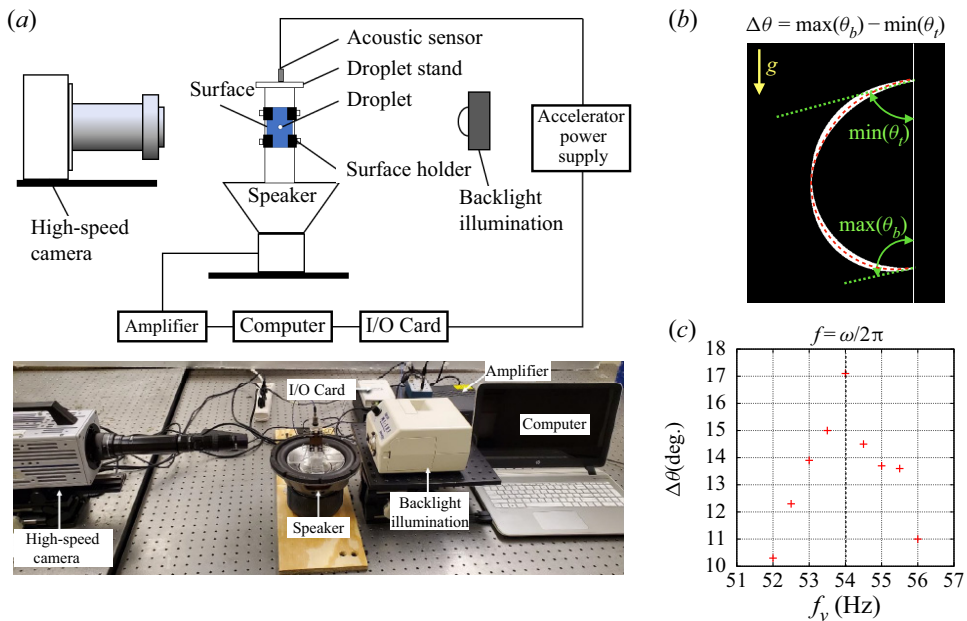 (a)
Acoustic sensor
Droplet stand
Surface
Droplet
Surface holder
Speaker
High-speed
camera
Backlight
illumination
Accelerator
power
supply
Amplifier
Computer
I/O Card
I/O Card
Amplifier
Computer
Backlight
illumination
Speaker
High-speed
camera
(b)
Δθ = max(θb) − min(θt)
g
min(θt)
max(θb)
(c)
f = ω/2π
18
17
16
15
14
13
12
11
10
Δθ(deg.)
51 52 53 54 55 56 57
fv (Hz)